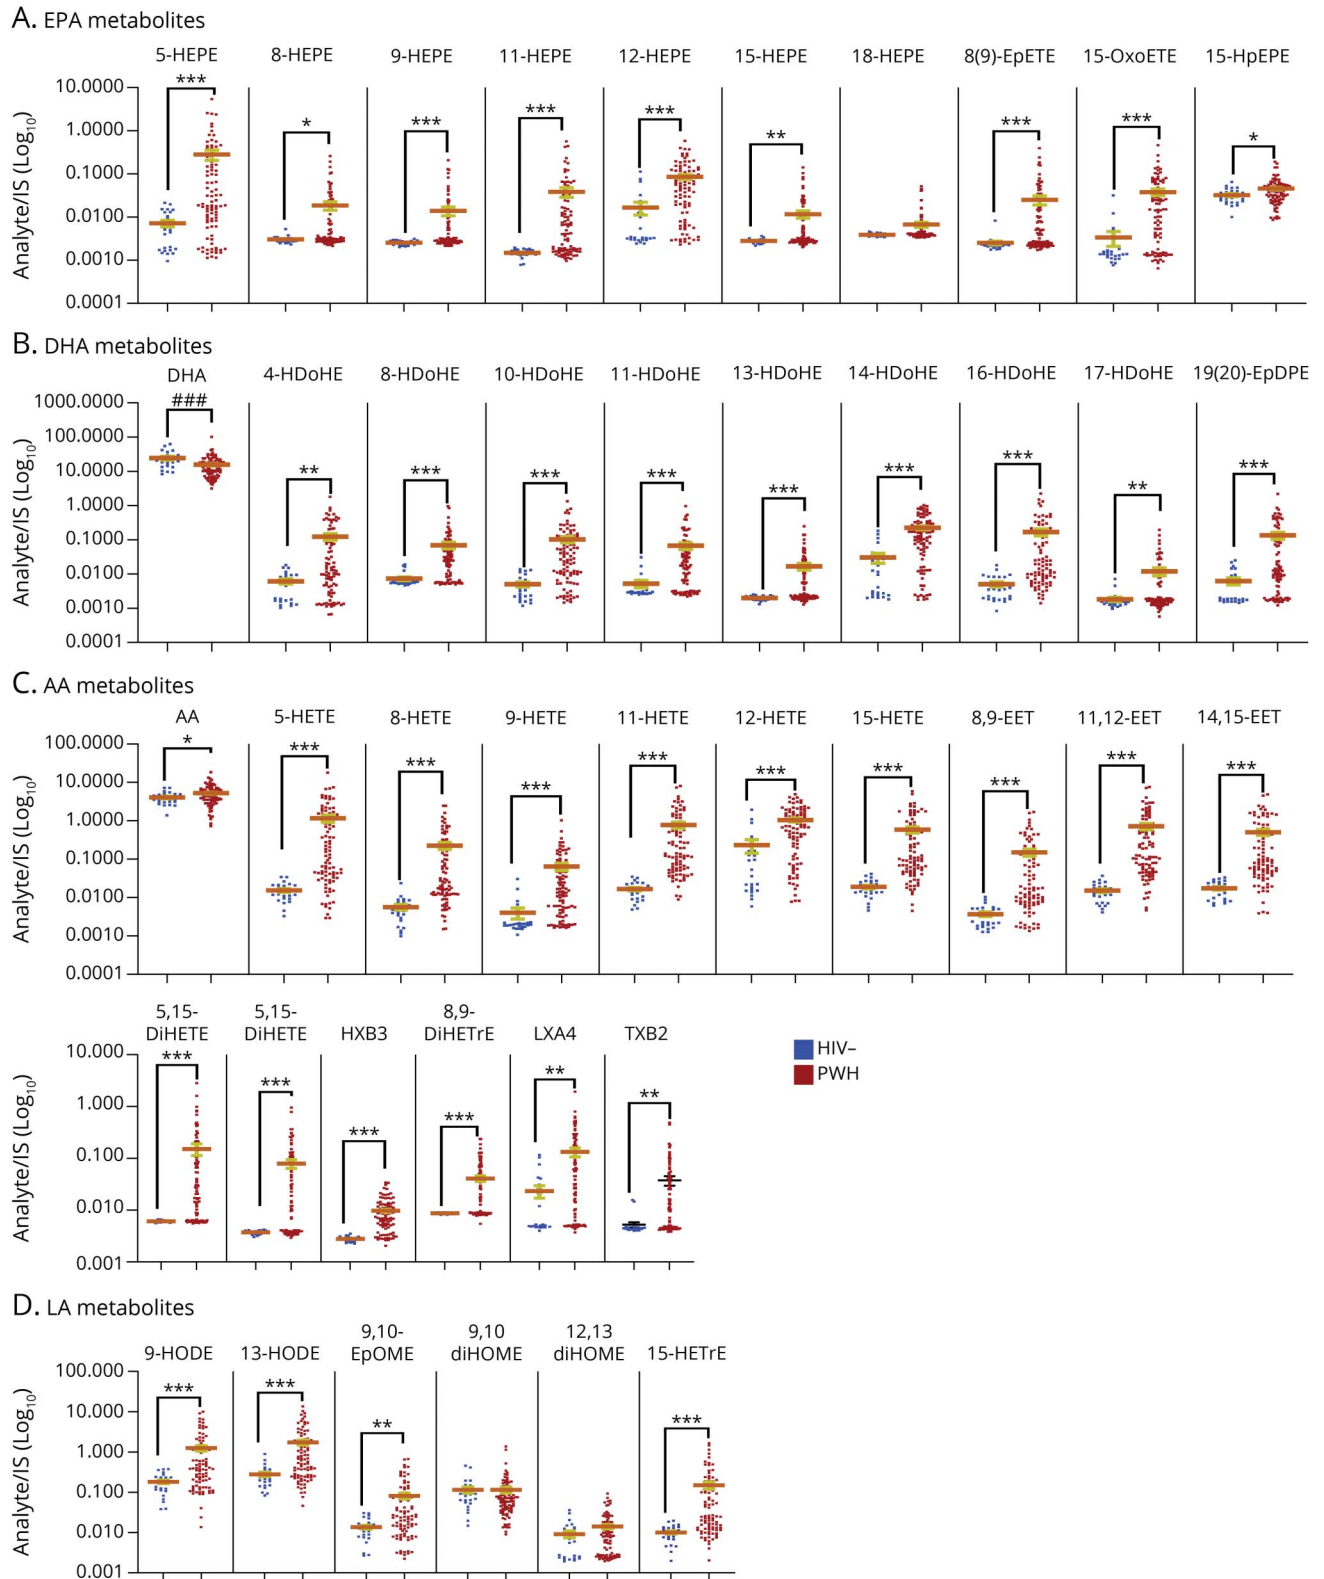 A. EPA metabolites
5-HEPE 8-HEPE 9-HEPE 11-HEPE 12-HEPE 15-HEPE 18-HEPE 8(9)-EpETE 15-OxoETE 15-HpEPE
*** * *** *** *** ** *** *** *
Analyte/IS (Log10)
10.0000
1.0000
0.1000
0.0100
0.0010
0.0001
B. DHA metabolites
DHA 4-HDoHE 8-HDoHE 10-HDoHE 11-HDoHE 13-HDoHE 14-HDoHE 16-HDoHE 17-HDoHE 19(20)-EpDPE
### ** *** *** *** *** *** *** ** ***
Analyte/IS (Log10)
1000.0000
100.0000
10.0000
1.0000
0.1000
0.0100
0.0010
0.0001
C. AA metabolites
AA 5-HETE 8-HETE 9-HETE 11-HETE 12-HETE 15-HETE 8,9-EET 11,12-EET 14,15-EET
* *** *** *** *** *** *** *** *** ***
Analyte/IS (Log10)
100.0000
10.0000
1.0000
0.1000
0.0100
0.0010
0.0001
5,15-DiHETE 5,15-DiHETE HXB3 8,9-DiHETrE LXA4 TXB2
*** *** *** *** ** **
Analyte/IS (Log10)
10.000
1.000
0.100
0.010
0.001
HIV–
PWH
D. LA metabolites
9-HODE 13-HODE 9,10-EpOME 9,10 diHOME 12,13 diHOME 15-HETrE
*** *** ** ***
Analyte/IS (Log10)
100.000
10.000
1.000
0.100
0.010
0.001